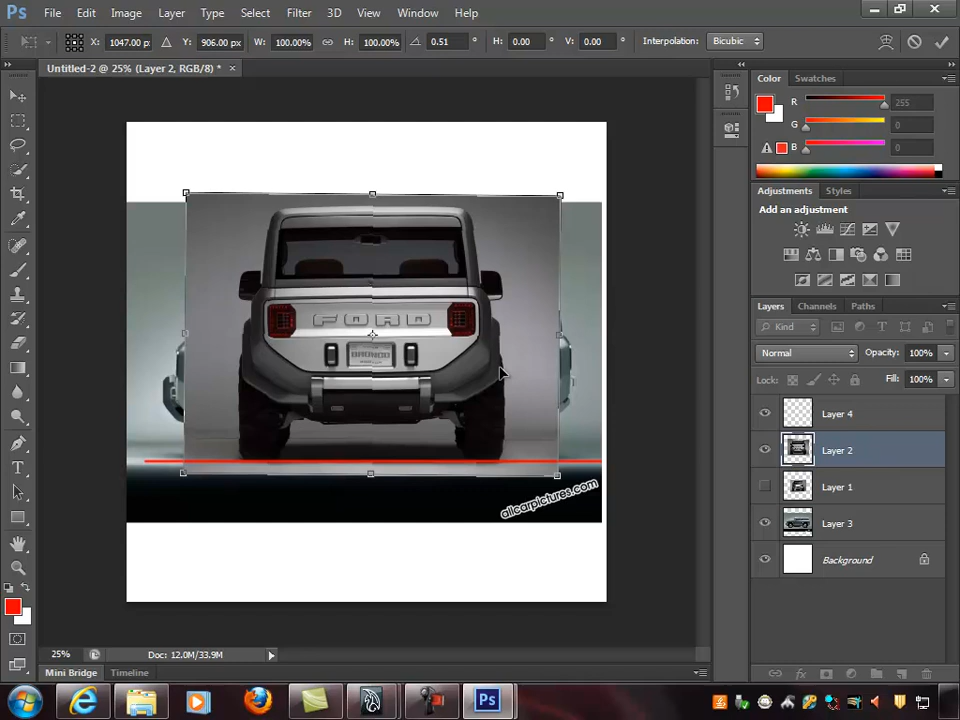 Ps File Edit Image Layer Type Select Filter 3D View Window Help
X: 1047.00 px Y: 906.00 px W: 100.00% H: 100.00% 0.51 ° H: 0.00 ° V: 0.00 ° Interpolation: Bicubic
Untitled-2 @ 25% (Layer 2, RGB/8) * ×
Color Swatches
R 255
G 0
B 0
Adjustments Styles
Add an adjustment
Layers Channels Paths
Kind
Normal Opacity: 100%
Lock: Fill: 100%
Layer 4
Layer 2
Layer 1
Layer 3
Background
FORD
BRONCO
allcarpictures.com
T
25% Doc: 12.0M/33.9M
Mini Bridge Timeline
Ps